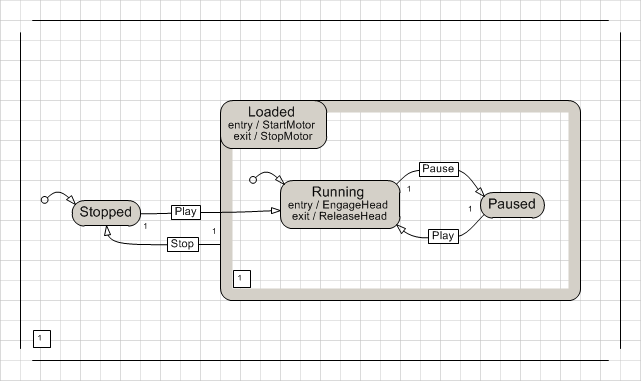 Loaded
entry / StartMotor
exit / StopMotor
Pause
Running
entry / EngageHead
exit / ReleaseHead
1
Paused
1
Stopped
Play
1
1
Stop
Play
1
1